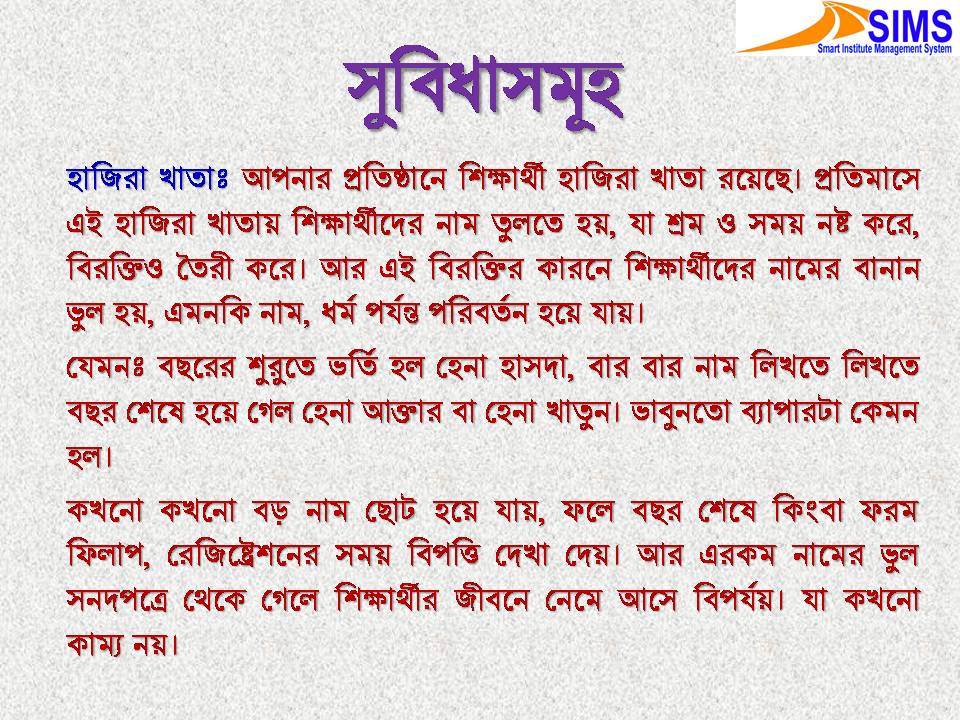 SIMS
Smart Institute Management System
সুবিধাসমূহ
হাজিরা খাতাঃ আপনার প্রতিষ্ঠানে শিক্ষার্থী হাজিরা খাতা রয়েছে। প্রতিমাসে
এই হাজিরা খাতায় শিক্ষার্থীদের নাম তুলতে হয়, যা শ্রম ও সময় নষ্ট করে,
বিরক্তিও তৈরী করে। আর এই বিরক্তির কারনে শিক্ষার্থীদের নামের বানান
ভুল হয়, এমনকি নাম, ধর্ম পর্যন্ত পরিবর্তন হয়ে যায়।
যেমনঃ বছরের শুরুতে ভর্তি হল হেনা হাসদা, বার বার নাম লিখতে লিখতে
বছর শেষে হয়ে গেল হেনা আক্তার বা হেনা খাতুন। ভাবুনতো ব্যাপারটা কেমন
হল।
কখনো কখনো বড় নাম ছোট হয়ে যায়, ফলে বছর শেষে কিংবা ফরম
ফিলাপ, রেজিষ্ট্রেশনের সময় বিপত্তি দেখা দেয়। আর এরকম নামের ভুল
সনদপত্রে থেকে গেলে শিক্ষার্থীর জীবনে নেমে আসে বিপর্যয়। যা কখনো
কাম্য নয়।